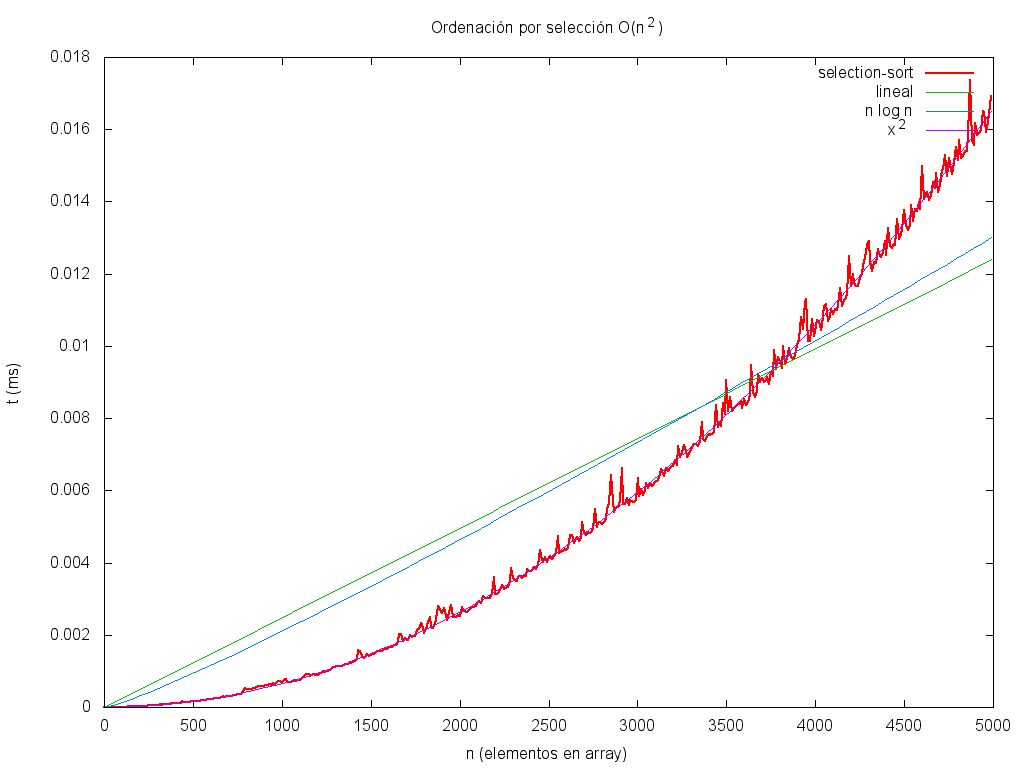 Ordenación por selección O(n²)
0.018
0.016
0.014
0.012
0.01
0.008
0.006
0.004
0.002
0
t (ms)
selection-sort
lineal
n log n
x²
0 500 1000 1500 2000 2500 3000 3500 4000 4500 5000
n (elementos en array)